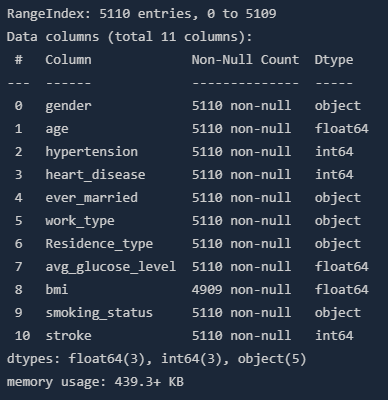 RangeIndex: 5110 entries, 0 to 5109
Data columns (total 11 columns):
 #   Column             Non-Null Count  Dtype
---  ------             --------------  -----
 0   gender             5110 non-null   object
 1   age                5110 non-null   float64
 2   hypertension       5110 non-null   int64
 3   heart_disease      5110 non-null   int64
 4   ever_married       5110 non-null   object
 5   work_type          5110 non-null   object
 6   Residence_type     5110 non-null   object
 7   avg_glucose_level  5110 non-null   float64
 8   bmi                4909 non-null   float64
 9   smoking_status     5110 non-null   object
 10  stroke             5110 non-null   int64
dtypes: float64(3), int64(3), object(5)
memory usage: 439.3+ KB